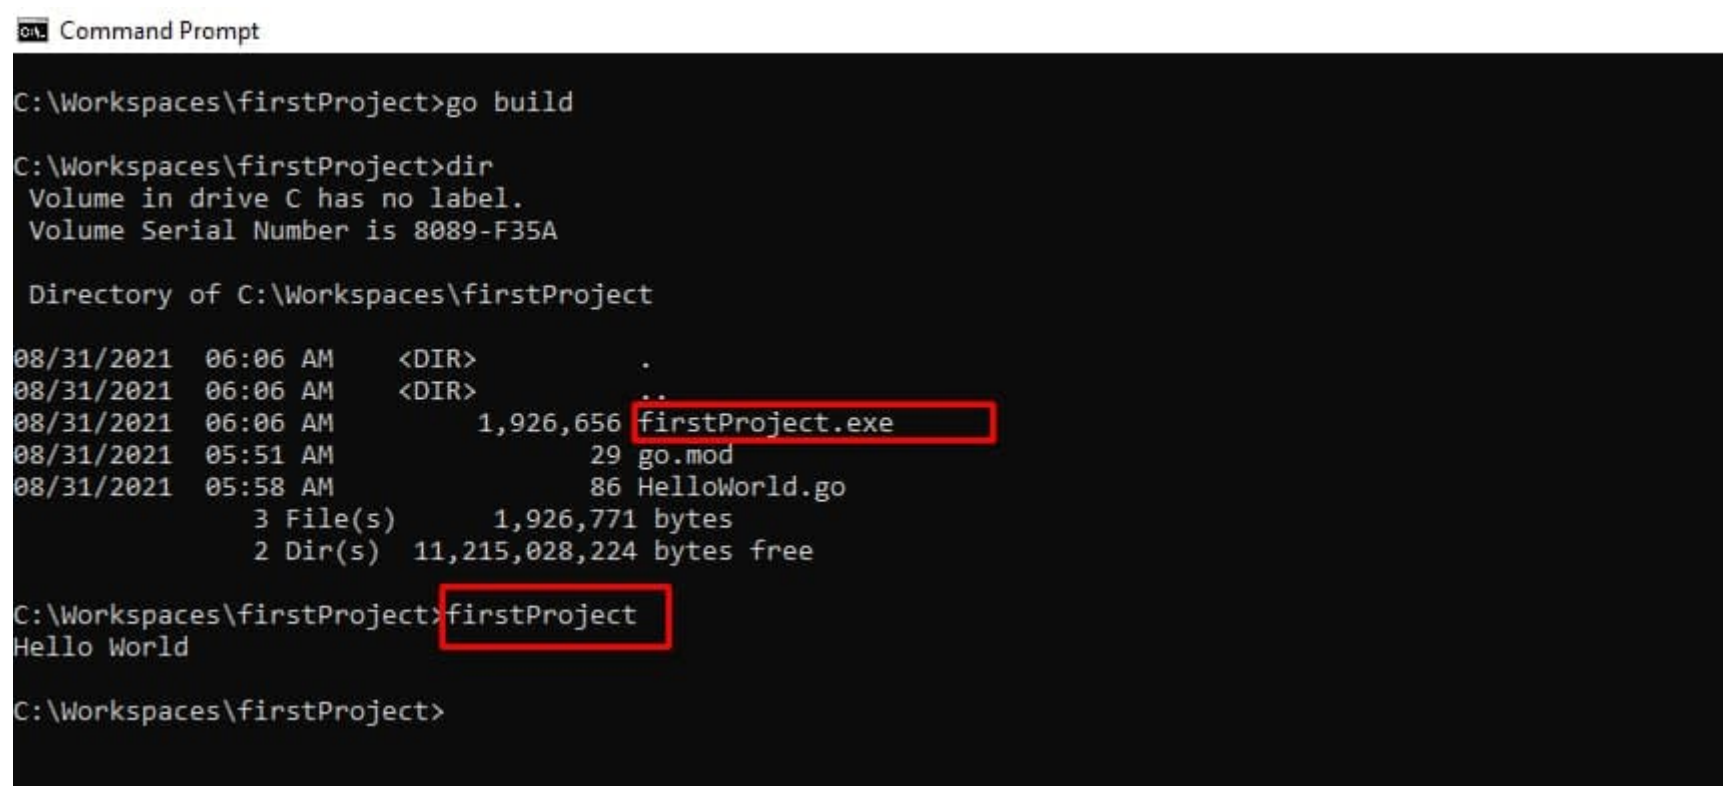 Command Prompt
C:\Workspaces\firstProject>go build
C:\Workspaces\firstProject>dir
 Volume in drive C has no label.
 Volume Serial Number is 8089-F35A
 Directory of C:\Workspaces\firstProject
08/31/2021  06:06 AM    <DIR>          .
08/31/2021  06:06 AM    <DIR>          ..
08/31/2021  06:06 AM         1,926,656 firstProject.exe
08/31/2021  05:51 AM                29 go.mod
08/31/2021  05:58 AM                86 HelloWorld.go
               3 File(s)      1,926,771 bytes
               2 Dir(s)  11,215,028,224 bytes free
C:\Workspaces\firstProject>firstProject
Hello World
C:\Workspaces\firstProject>